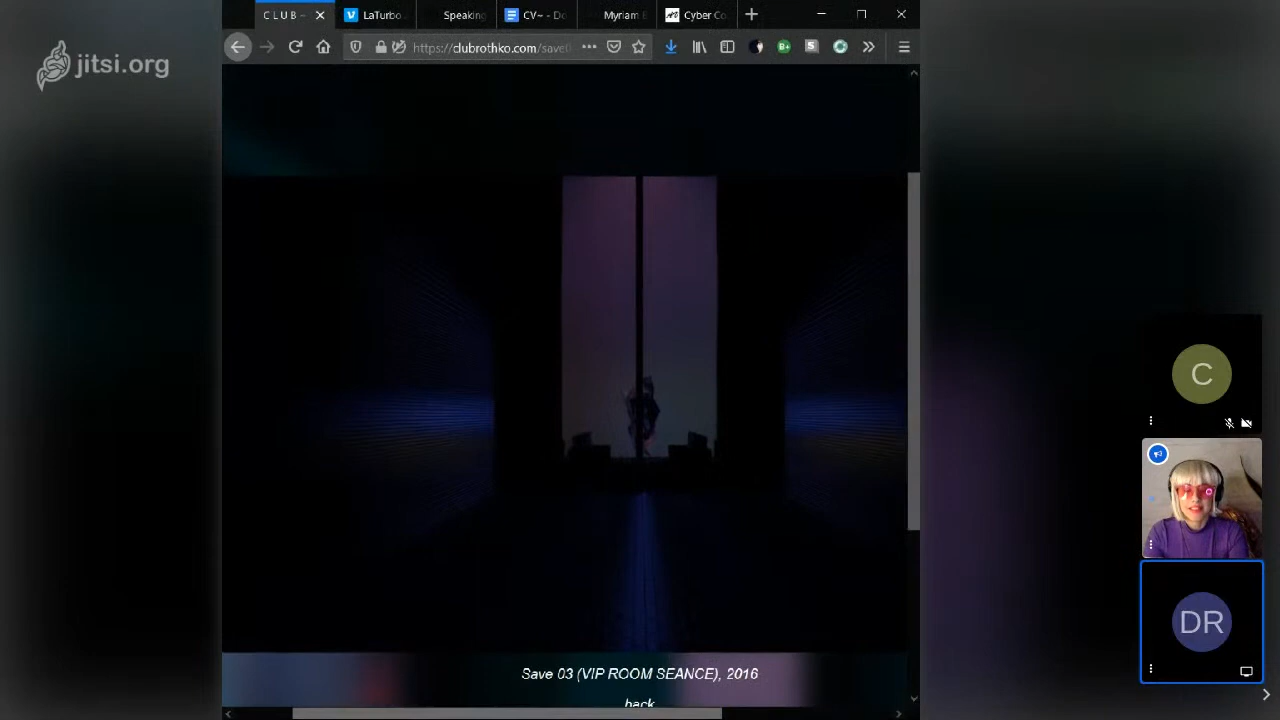 jitsi.org
CLUB –
LaTurbo
Speaking
CV~ - Do
Myriam
Cyber Co
https://clubrothko.com/save
B+
S
C
DR
Save 03 (VIP ROOM SEANCE), 2016
back